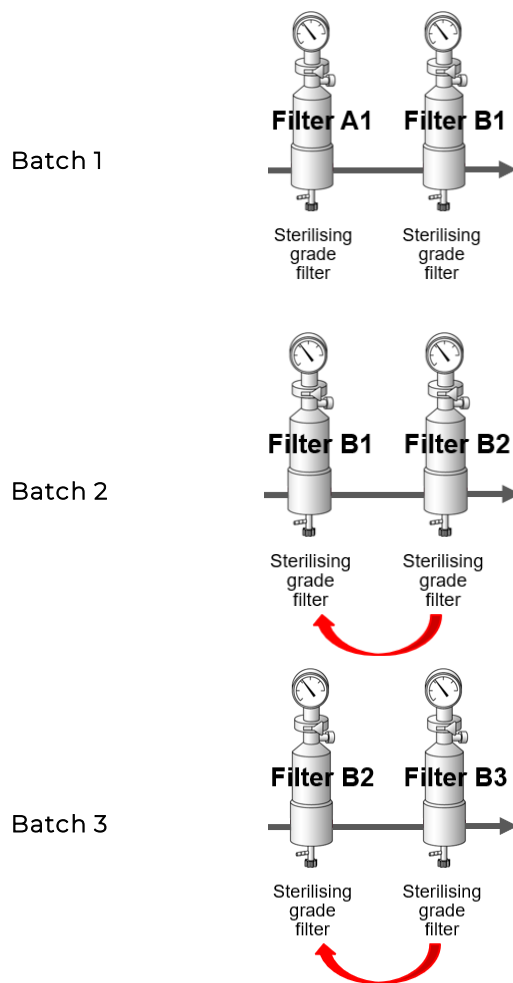 Filter A1 Filter B1
Batch 1
Sterilising Sterilising
grade grade
filter filter
Filter B1 Filter B2
Batch 2
Sterilising Sterilising
grade grade
filter filter
Filter B2 Filter B3
Batch 3
Sterilising Sterilising
grade grade
filter filter